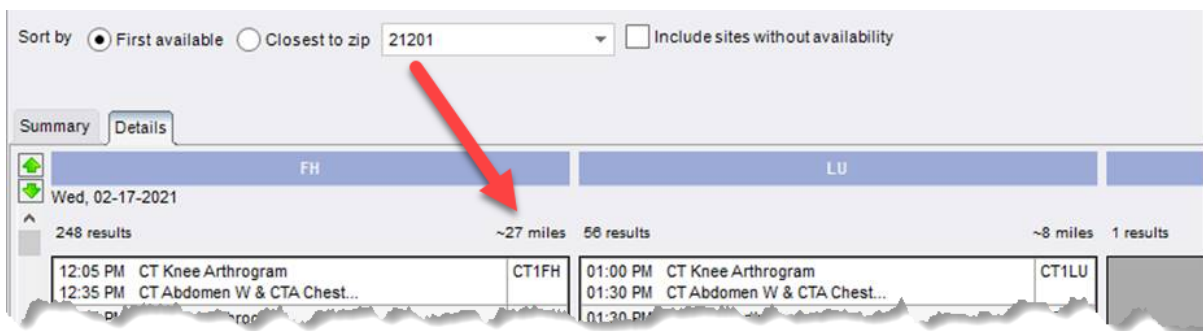 Sort by First available Closest to zip 21201 Include sites without availability
Summary Details
FH LU
Wed, 02-17-2021
248 results ~27 miles 56 results ~8 miles 1 results
12:05 PM CT Knee Arthrogram CT1FH 01:00 PM CT Knee Arthrogram CT1LU
12:35 PM CT Abdomen W & CTA Chest... 01:30 PM CT Abdomen W & CTA Chest...
01:30 PM